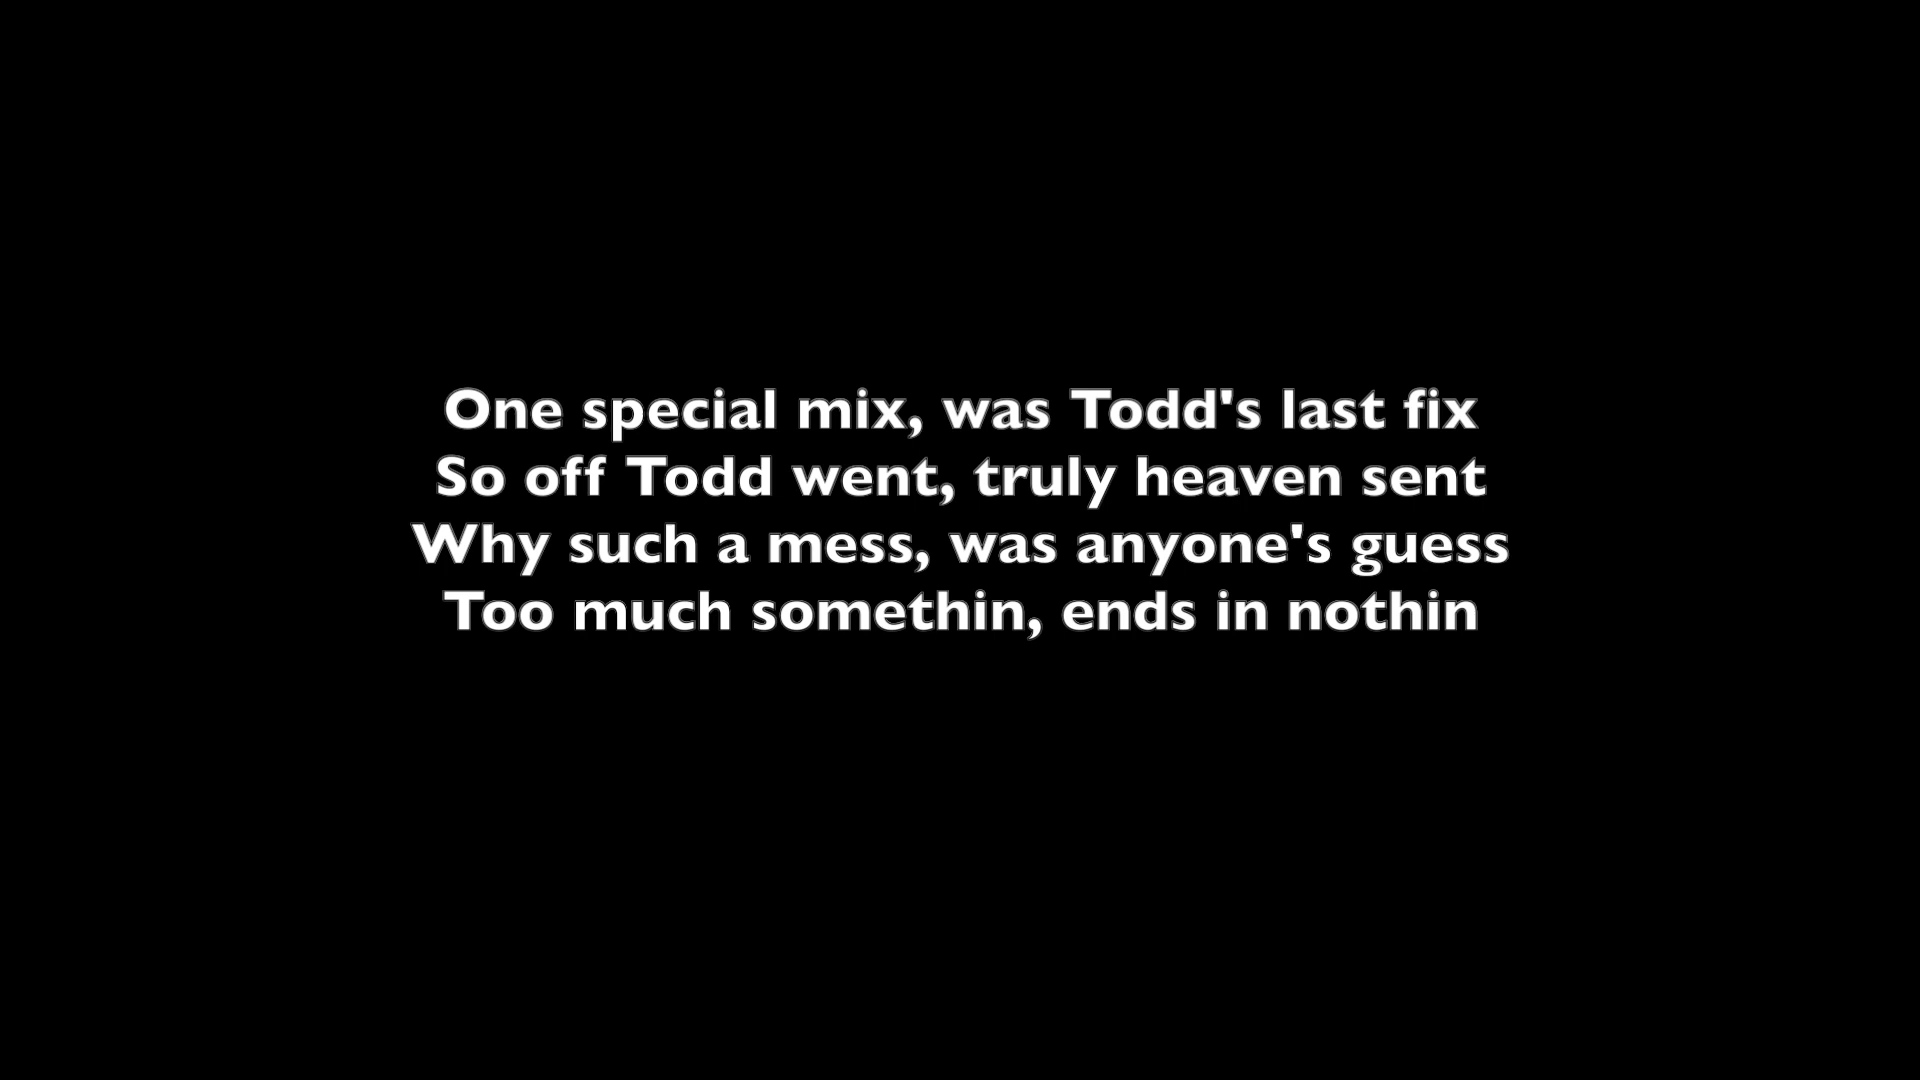 One special mix, was Todd's last fix
So off Todd went, truly heaven sent
Why such a mess, was anyone's guess
Too much somethin, ends in nothin